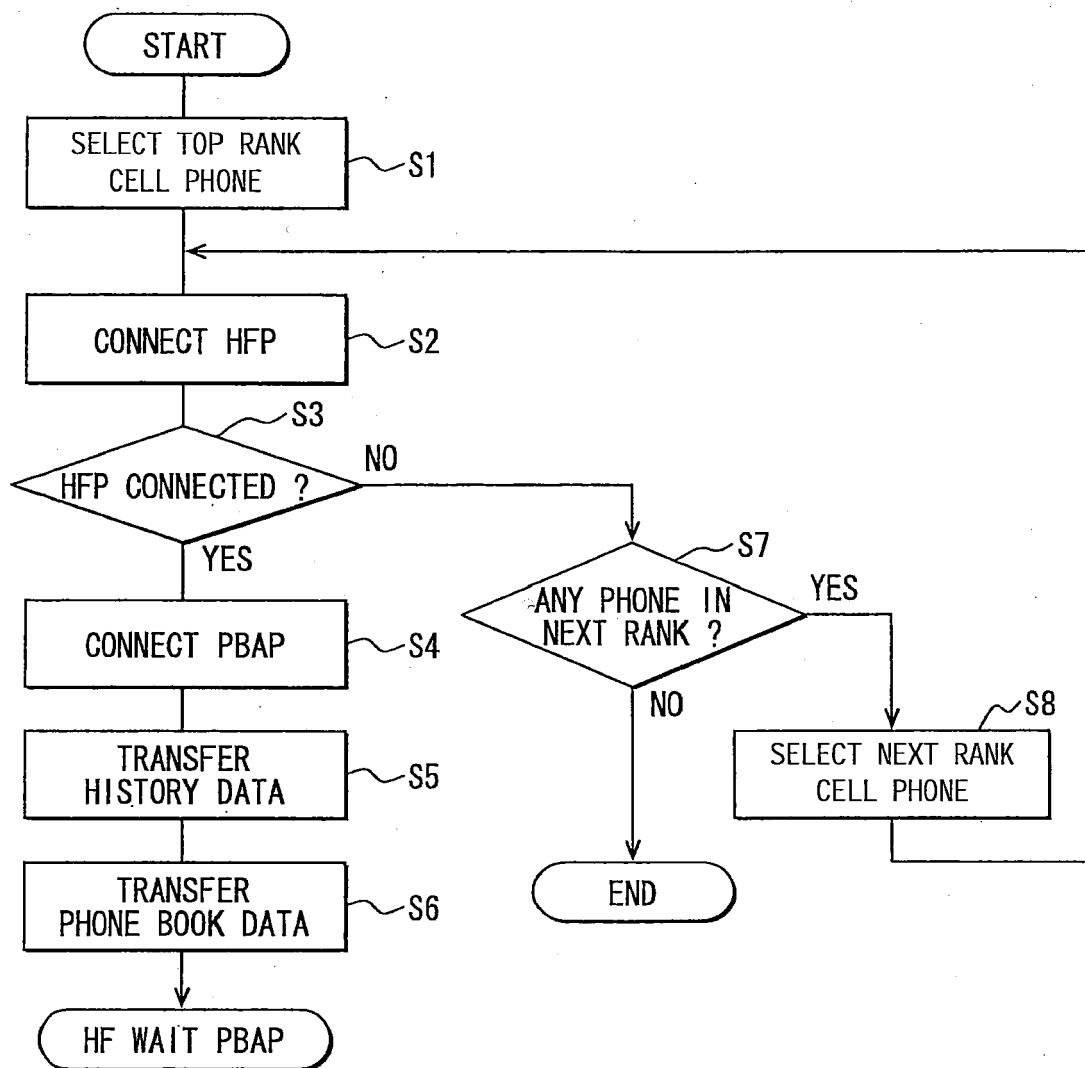 START
SELECT TOP RANK
CELL PHONE
S1
CONNECT HFP
S2
S3
HFP CONNECTED ?
NO
YES
S7
ANY PHONE IN
NEXT RANK ?
YES
NO
CONNECT PBAP
S4
S8
SELECT NEXT RANK
CELL PHONE
TRANSFER
HISTORY DATA
S5
TRANSFER
PHONE BOOK DATA
S6
END
HF WAIT PBAP